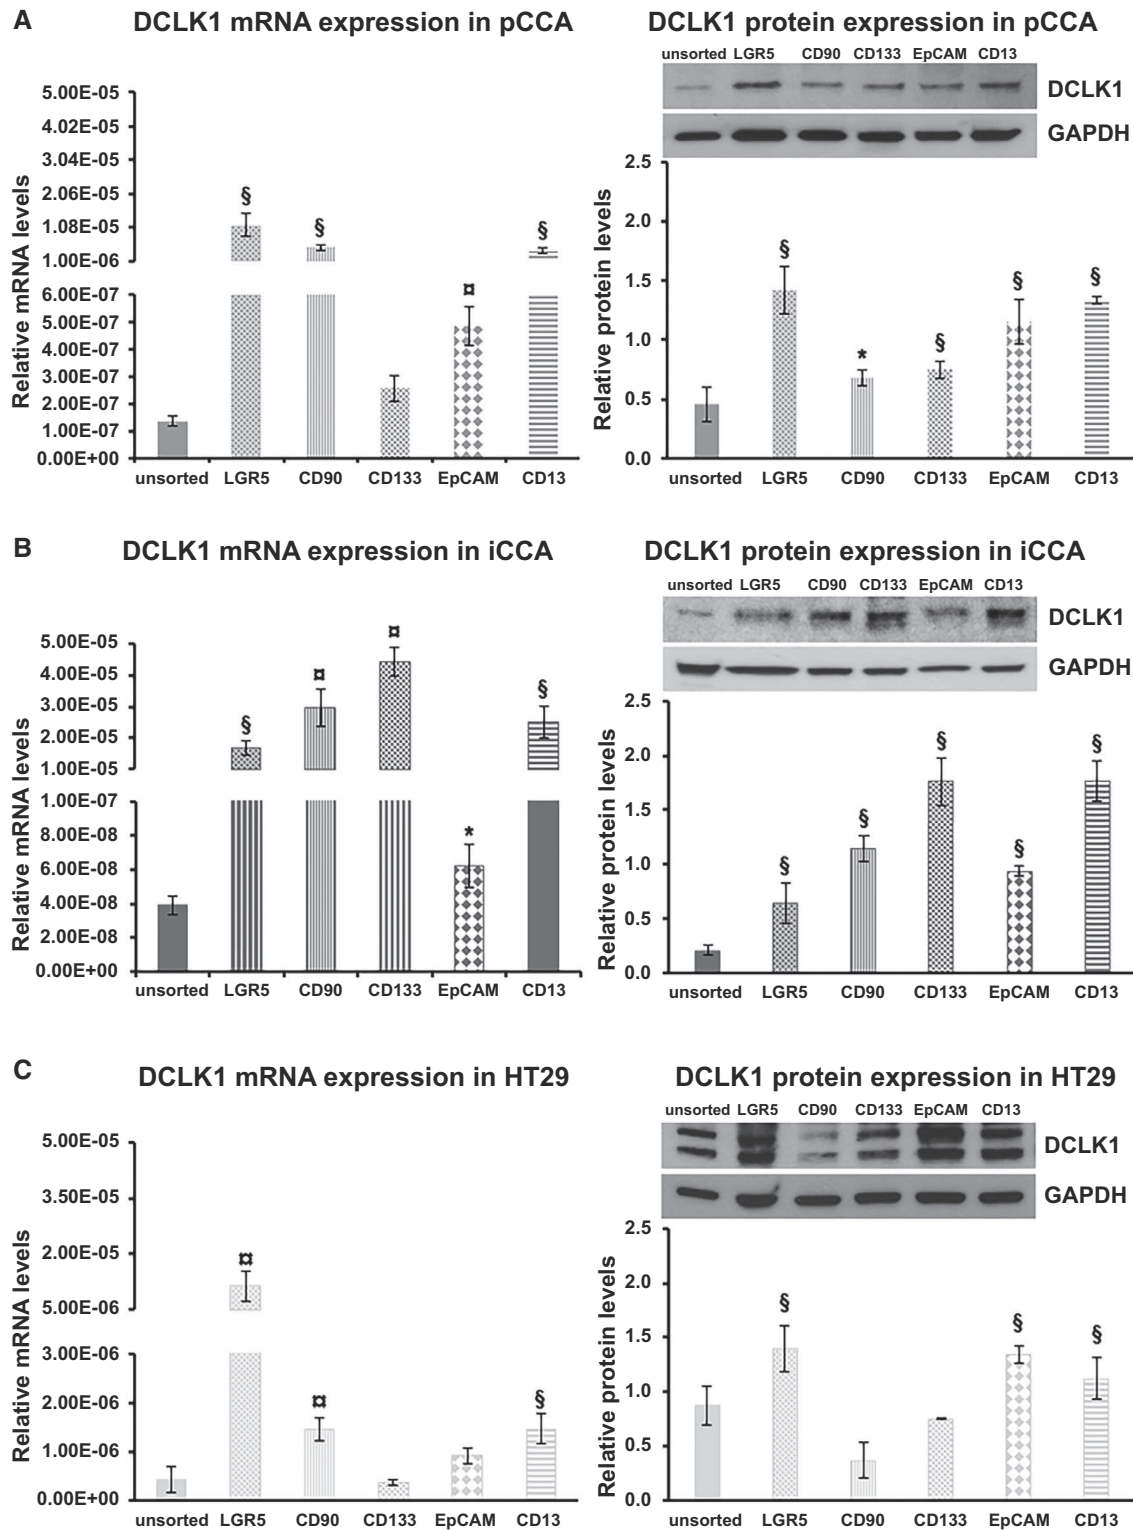 A
DCLK1 mRNA expression in pCCA
Relative mRNA levels
5.00E-05
4.02E-05
3.04E-05
2.06E-05
1.08E-05
1.00E-06
6.00E-07
5.00E-07
4.00E-07
3.00E-07
2.00E-07
1.00E-07
0.00E+00
§ § ¤ §
unsorted LGR5 CD90 CD133 EpCAM CD13
DCLK1 protein expression in pCCA
unsorted LGR5 CD90 CD133 EpCAM CD13
DCLK1
GAPDH
Relative protein levels
2.5
2.0
1.5
1.0
0.5
0.0
§ * § § §
unsorted LGR5 CD90 CD133 EpCAM CD13
B
DCLK1 mRNA expression in iCCA
Relative mRNA levels
5.00E-05
4.00E-05
3.00E-05
2.00E-05
1.00E-05
1.00E-07
8.00E-08
6.00E-08
4.00E-08
2.00E-08
0.00E+00
§ ¤ ¤ * §
unsorted LGR5 CD90 CD133 EpCAM CD13
DCLK1 protein expression in iCCA
unsorted LGR5 CD90 CD133 EpCAM CD13
DCLK1
GAPDH
Relative protein levels
2.5
2.0
1.5
1.0
0.5
0.0
§ § § § §
unsorted LGR5 CD90 CD133 EpCAM CD13
C
DCLK1 mRNA expression in HT29
Relative mRNA levels
5.00E-05
3.50E-05
2.00E-05
5.00E-06
3.00E-06
2.00E-06
1.00E-06
0.00E+00
¤ ¤ §
unsorted LGR5 CD90 CD133 EpCAM CD13
DCLK1 protein expression in HT29
unsorted LGR5 CD90 CD133 EpCAM CD13
DCLK1
GAPDH
Relative protein levels
2.5
2.0
1.5
1.0
0.5
0.0
§ § §
unsorted LGR5 CD90 CD133 EpCAM CD13